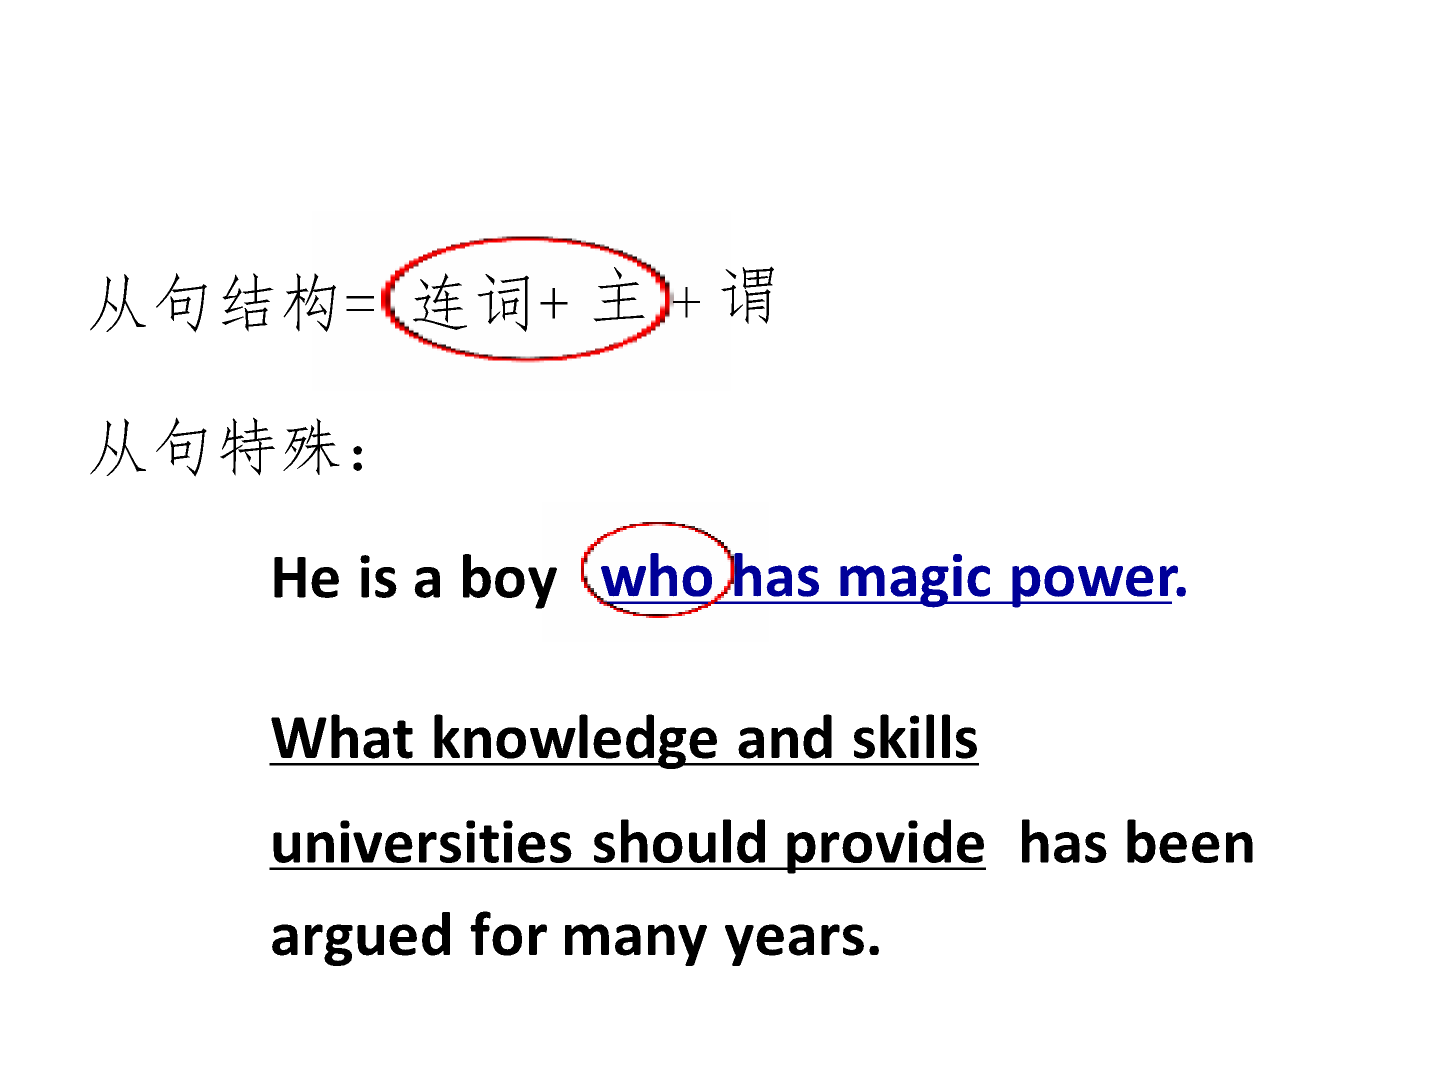 从句结构= 连词+ 主 + 谓
从句特殊：
He is a boy who has magic power.
What knowledge and skills
universities should provide has been
argued for many years.